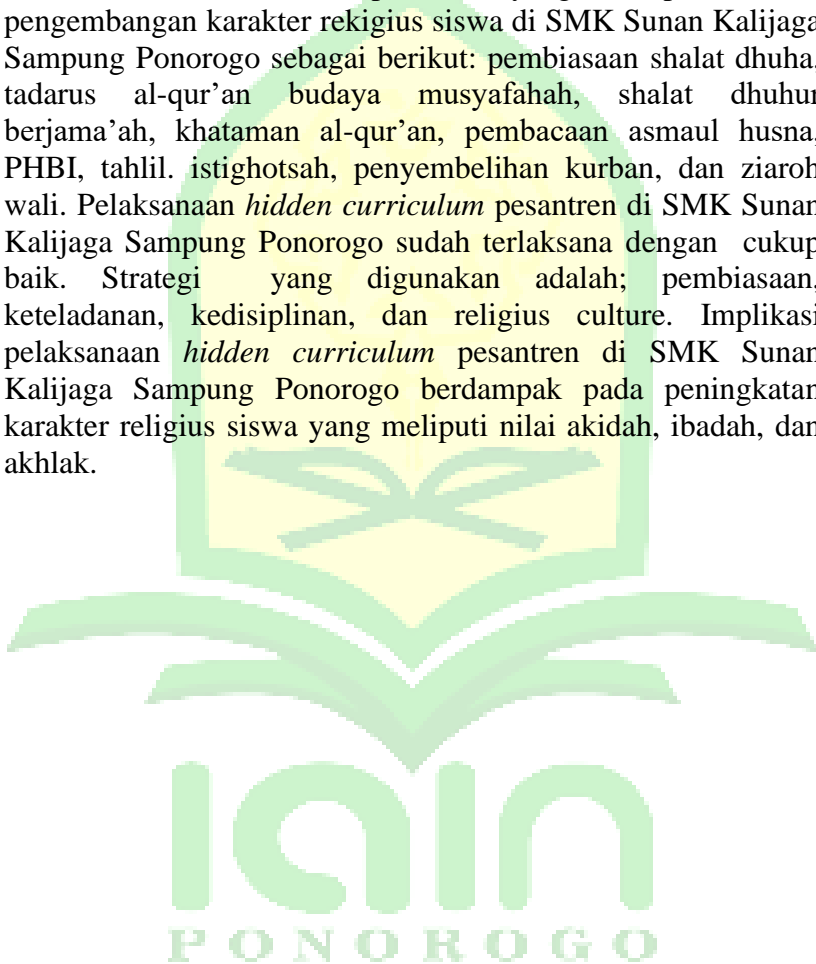 pengembangan karakter rekigius siswa di SMK Sunan Kalijaga
Sampung Ponorogo sebagai berikut: pembiasaan shalat dhuha,
tadarus al-qur’an budaya musyafahah, shalat dhuhur
berjama’ah, khataman al-qur’an, pembacaan asmaul husna,
PHBI, tahlil. istighotsah, penyembelihan kurban, dan ziaroh
wali. Pelaksanaan hidden curriculum pesantren di SMK Sunan
Kalijaga Sampung Ponorogo sudah terlaksana dengan cukup
baik. Strategi yang digunakan adalah; pembiasaan,
keteladanan, kedisiplinan, dan religius culture. Implikasi
pelaksanaan hidden curriculum pesantren di SMK Sunan
Kalijaga Sampung Ponorogo berdampak pada peningkatan
karakter religius siswa yang meliputi nilai akidah, ibadah, dan
akhlak.
iain
PONOROGO